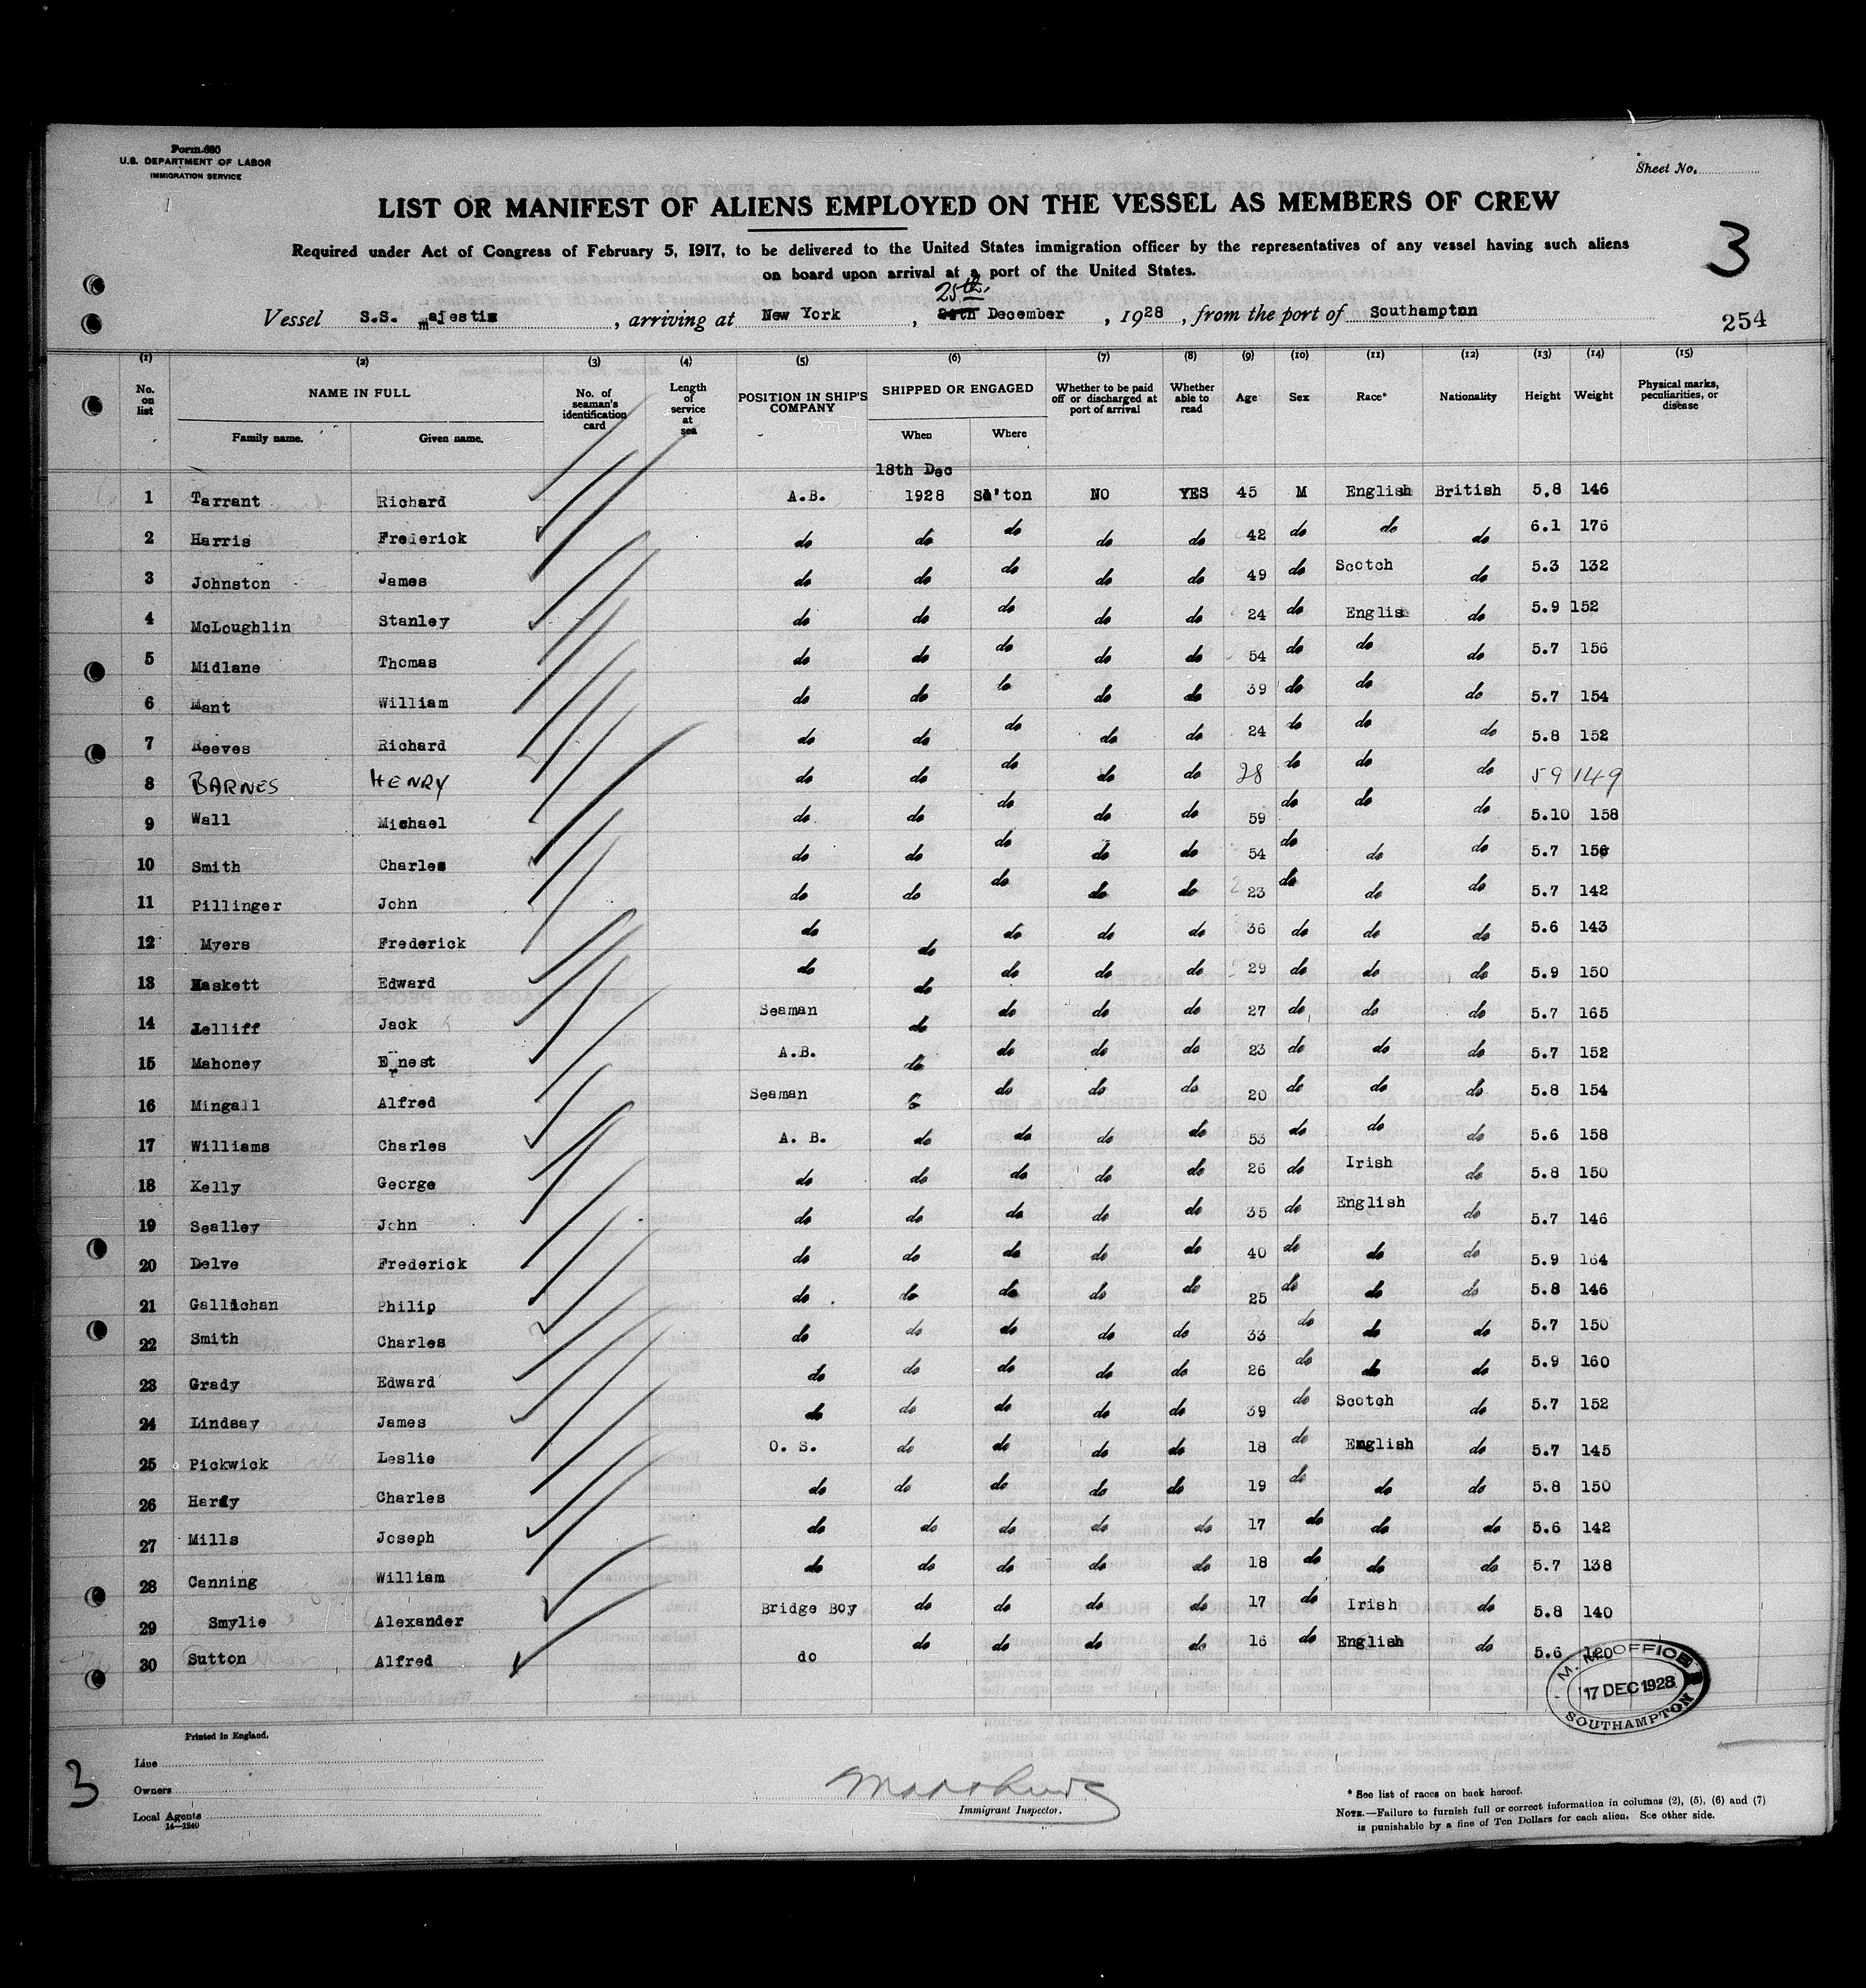 Form 680
U.S. DEPARTMENT OF LABOR
IMMIGRATION SERVICE
Sheet No.
LIST OR MANIFEST OF ALIENS EMPLOYED ON THE VESSEL AS MEMBERS OF CREW
Required under Act of Congress of February 5, 1917, to be delivered to the United States immigration officer by the representatives of any vessel having such aliens
on board upon arrival at a port of the United States.
3
25th
Vessel S.S. majestic, arriving at New York, 24th December, 1928, from the port of Southampton
254
(1) (2) (3) (4) (5) (6) (7) (8) (9) (10) (11) (12) (13) (14) (15)
No. on list NAME IN FULL Family name. Given name. No. of seaman's identification card Length of service at sea POSITION IN SHIP'S COMPANY SHIPPED OR ENGAGED When Where Whether to be paid off or discharged at port of arrival Whether able to read Age Sex Race* Nationality Height Weight Physical marks, peculiarities, or disease
18th Dec
1 Tarrant Richard A.B. 1928 So'ton NO YES 45 M English British 5.8 146
2 Harris Frederick do do do do do 42 do do do 6.1 176
3 Johnston James do do do do do 49 do Scotch do 5.3 132
4 McLoughlin Stanley do do do do do 24 do Englis do 5.9 152
5 Midlane Thomas do do do do do 54 do do do 5.7 156
6 Mant William do do do do do 39 do do do 5.7 154
7 Reeves Richard do do do do do 24 do do do 5.8 152
8 BARNES HENRY do do do do do 28 do do do 5 9 149
9 Wall Michael do do do do do 59 do do do 5.10 158
10 Smith Charles do do do do do 54 do do do 5.7 156
11 Pillinger John do do do do do 23 do do do 5.7 142
12 Myers Frederick do do do do do 36 do do do 5.6 143
13 Haskett Edward do do do do do 29 do do do 5.9 150
14 Jelliff Jack Seaman do do do do 27 do do do 5.7 165
15 Mahoney Ernest A.B. do do do do 23 do do do 5.7 152
16 Mingall Alfred Seaman do do do 20 do do do 5.8 154
17 Williams Charles A. B. do do do do 53 do do do 5.6 158
18 Kelly George do do do do do 26 do Irish do 5.8 150
19 Sealley John do do do do do 35 do English do 5.7 146
20 Delve Frederick do do do do do 40 do do do 5.9 164
21 Gallichan Philip do do do do do 25 do do do 5.8 146
22 Smith Charles do do do do do 33 do do do 5.7 150
23 Grady Edward do do do do do 26 do do do 5.9 160
24 Lindsay James do do do do do 39 do Scotch do 5.7 152
25 Pickwick Leslie O. S. do do do do 18 do English do 5.7 145
26 Hardy Charles do do do do do 19 do do do 5.8 150
27 Mills Joseph do do do do do 17 do do do 5.6 142
28 Canning William do do do do do 18 do do do 5.7 138
29 Smylie Alexander Bridge Boy do do do do 17 do Irish do 5.8 140
30 Sutton Alfred do do do do do 16 do English do 5.6 120
M. M. OFFICE
17 DEC 1928
SOUTHAMPTON
Printed in England.
3
Line
Owners
Local Agents
14—1240
Immigrant Inspector.
* See list of races on back hereof.
NOTE.—Failure to furnish full or correct information in columns (2), (5), (6) and (7)
is punishable by a fine of Ten Dollars for each alien. See other side.